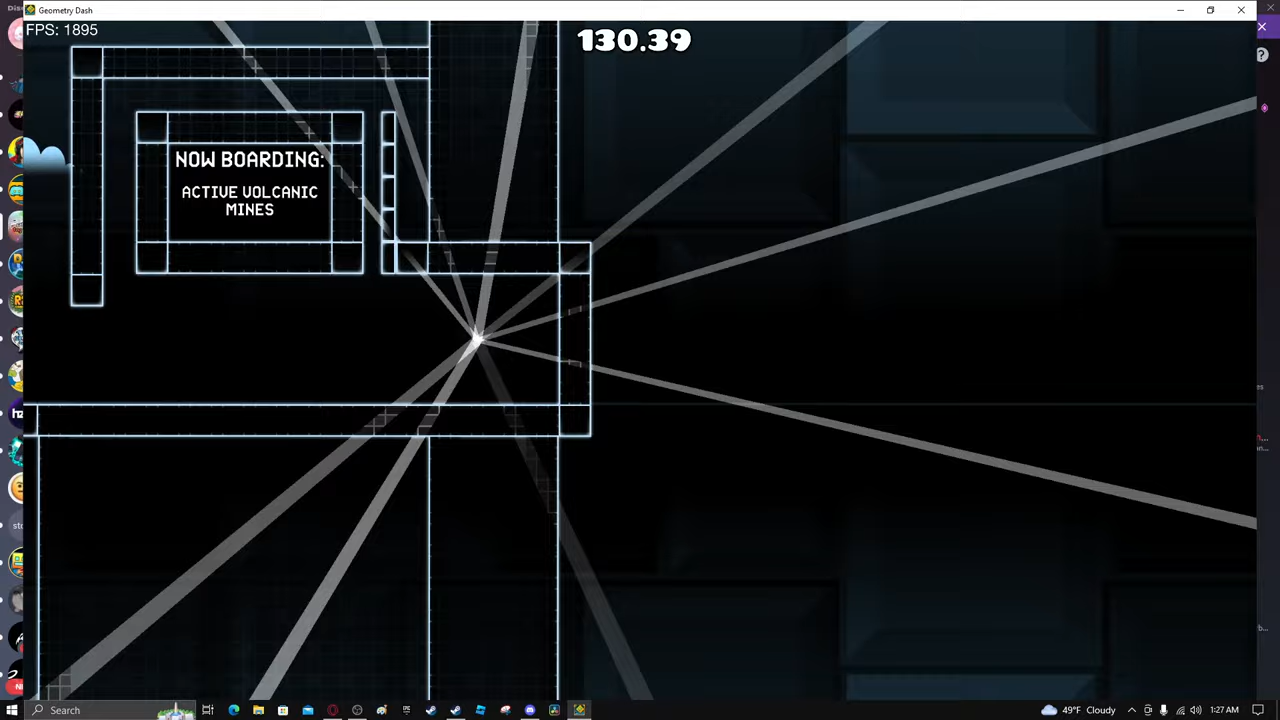 Geometry Dash
FPS: 1895
130.39
NOW BOARDING:
ACTIVE VOLCANIC
MINES
Search
49°F Cloudy
1:27 AM